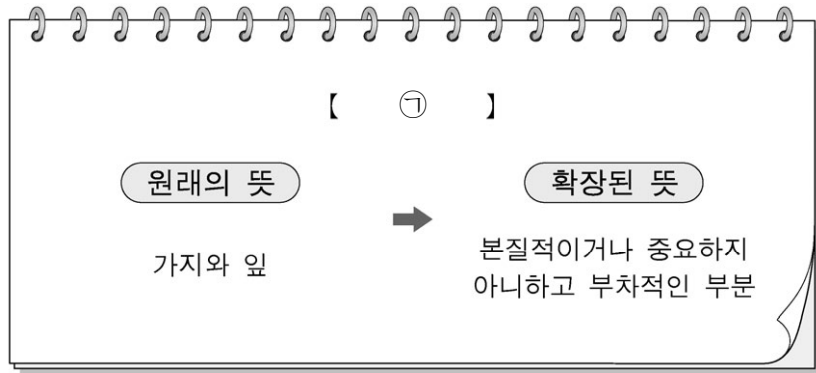 【 ㉠ 】
원래의 뜻 확장된 뜻
가지와 잎
본질적이거나 중요하지
아니하고 부차적인 부분